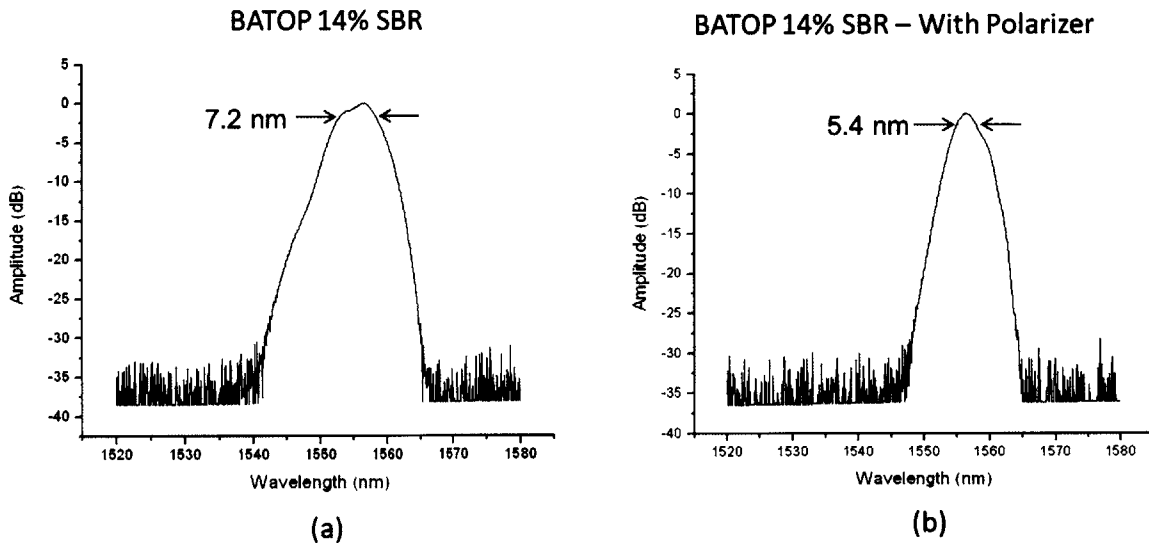 BATOP 14% SBR
5
0
-5
-10
-15
-20
-25
-30
-35
-40
Amplitude (dB)
7.2 nm
1520 1530 1540 1550 1560 1570 1580
Wavelength (nm)
(a)
BATOP 14% SBR – With Polarizer
5
0
-5
-10
-15
-20
-25
-30
-35
-40
Amplitude (dB)
5.4 nm
1520 1530 1540 1550 1560 1570 1580
Wavelength (nm)
(b)